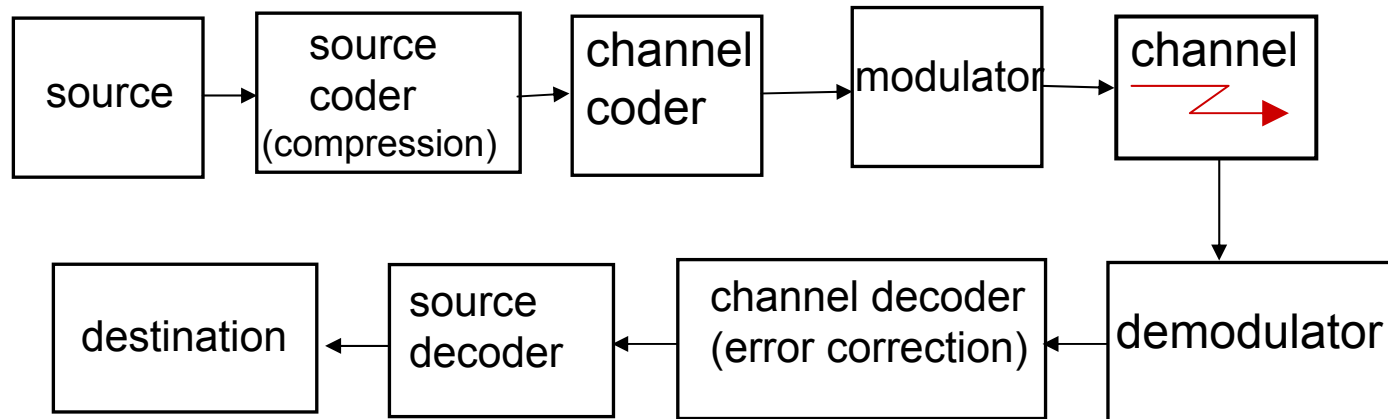 source
source
coder
(compression)
channel
coder
modulator
channel
demodulator
channel decoder
(error correction)
source
decoder
destination